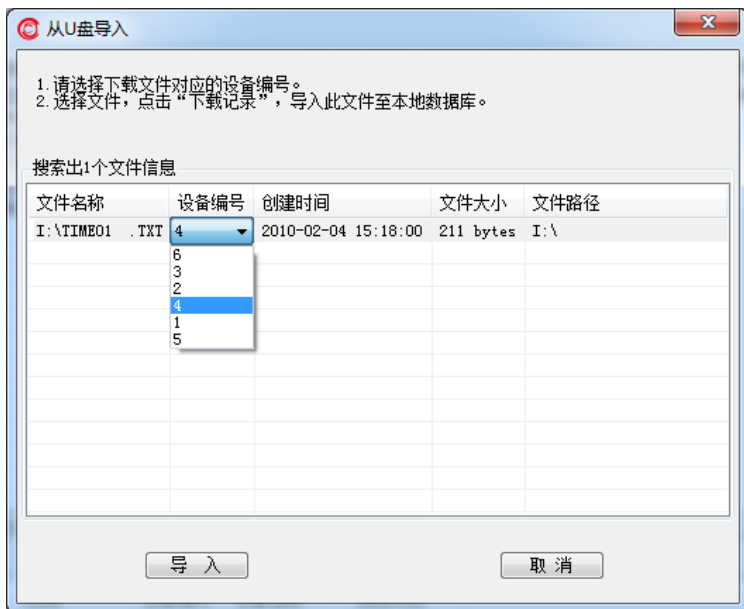 从U盘导入
1.请选择下载文件对应的设备编号。
2.选择文件，点击“下载记录”，导入此文件至本地数据库。
搜索出1个文件信息
文件名称 设备编号 创建时间 文件大小 文件路径
I:\TIME01 .TXT 4 2010-02-04 15:18:00 211 bytes I:\
6
3
2
4
1
5
导 入 取 消